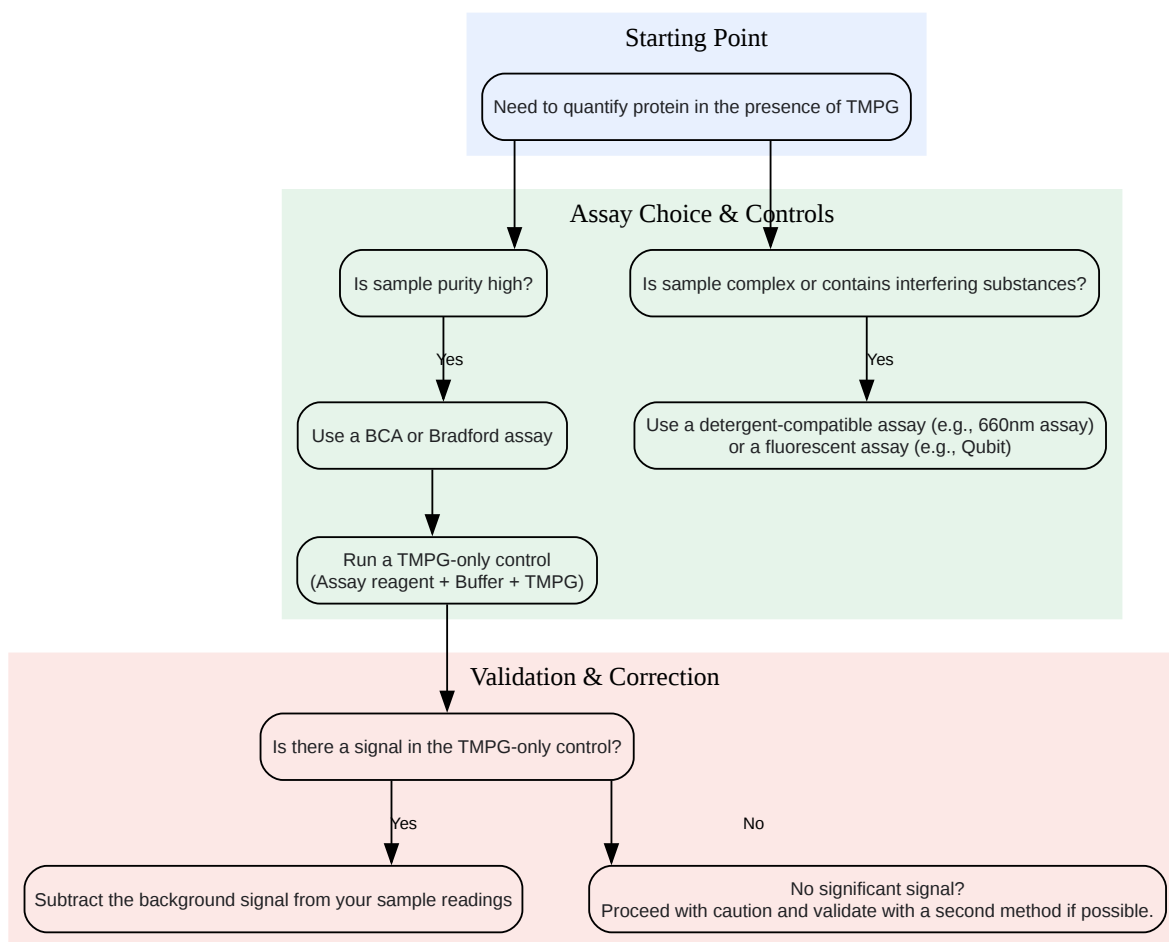 Starting Point
Need to quantify protein in the presence of TMPG
Assay Choice & Controls
Is sample purity high?
Is sample complex or contains interfering substances?
Yes
Yes
Use a BCA or Bradford assay
Use a detergent-compatible assay (e.g., 660nm assay)
or a fluorescent assay (e.g., Qubit)
Run a TMPG-only control
(Assay reagent + Buffer + TMPG)
Validation & Correction
Is there a signal in the TMPG-only control?
Yes
No
Subtract the background signal from your sample readings
No significant signal?
Proceed with caution and validate with a second method if possible.